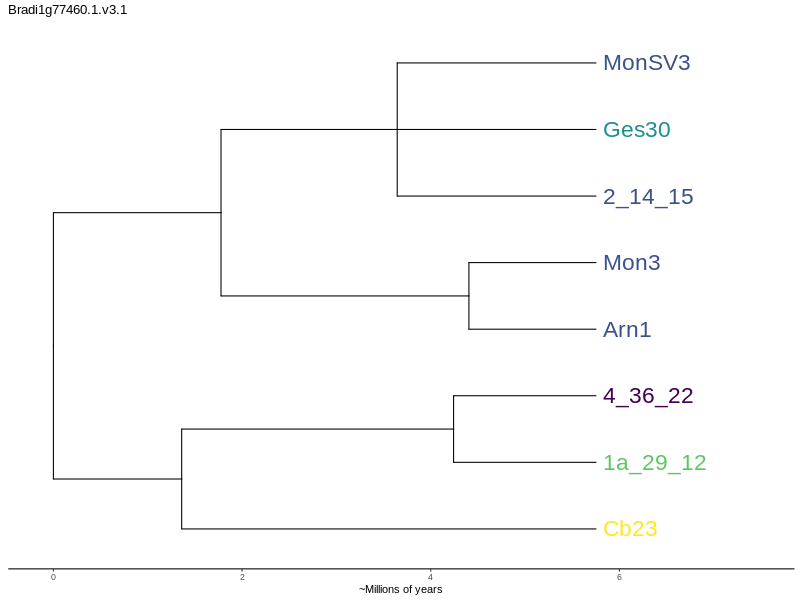 Bradi1g77460.1.v3.1
MonSV3
Ges30
2_14_15
Mon3
Arn1
4_36_22
1a_29_12
Cb23
0 2 4 6
~Millions of years